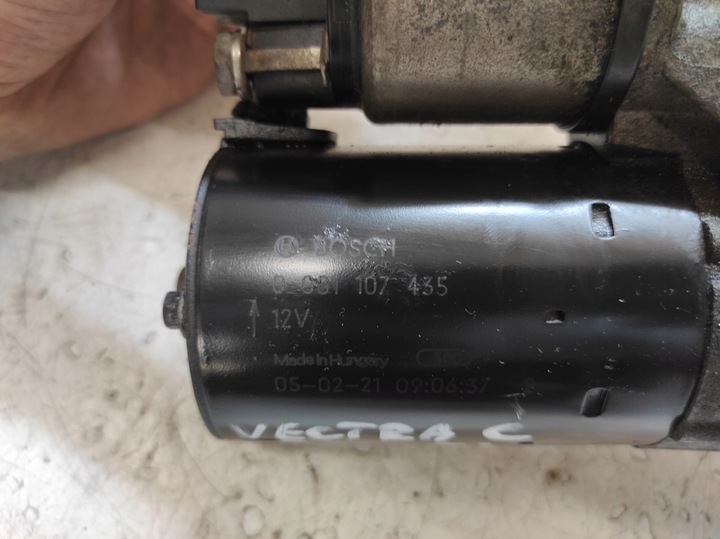 BOSCH
0 001 107 435
12V
Made in Hungary
05-02-21 09:06:37
VECTRA C